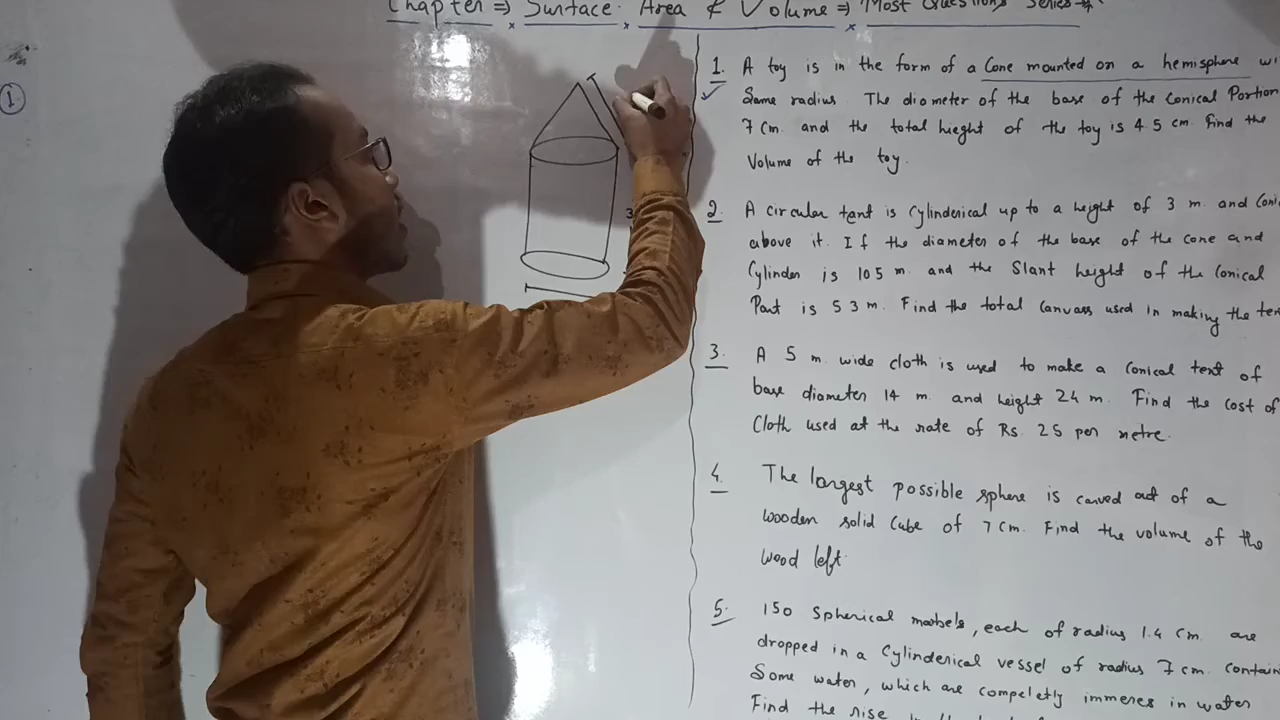 Chapter ⇒ Surface. Area & Volume ⇒ Most Questions Series
1.
1. A toy is in the form of a Cone mounted on a hemisphere wi
Same radius The diameter of the base of the Conical Portion
7 cm and the total hieght of the toy is 4 5 cm find the
Volume of the toy.
2. A circular tent is Cylinderical up to a height of 3 m. and Coni
above it. If the diameter of the base of the cone and
Cylinder is 105 m. and the Slant height of the Conical
Part is 53 m. Find the total Canvass used in making the ten
3. A 5 m. wide cloth is used to make a Conical tent of
base diameter 14 m and height 24 m. Find the cost of
Cloth used at the rate of Rs. 25 per metre.
4. The largest possible sphere is carved out of a
wooden solid Cube of 7 Cm. Find the volume of the
wood left.
5. 150 Spherical marbels, each of radius 1.4 Cm. are
dropped in a Cylinderical vessel of radius 7 cm. Contain
Some water, which are compeletly immeres in water
Find the rise
3